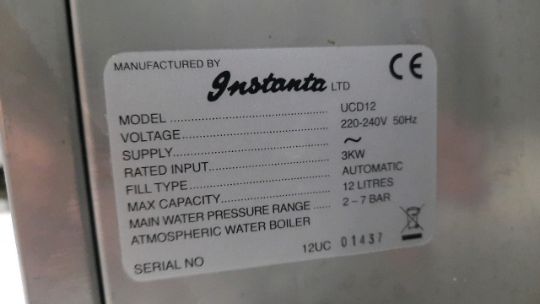 MANUFACTURED BY Instanta LTD CE
MODEL ........................ UCD12
VOLTAGE ........................ 220-240V 50Hz
SUPPLY ........................ ~
RATED INPUT ........................ 3KW
FILL TYPE ........................ AUTOMATIC
MAX CAPACITY ........................ 12 LITRES
MAIN WATER PRESSURE RANGE ..... 2 – 7 BAR
ATMOSPHERIC WATER BOILER
SERIAL NO 12UC 01437